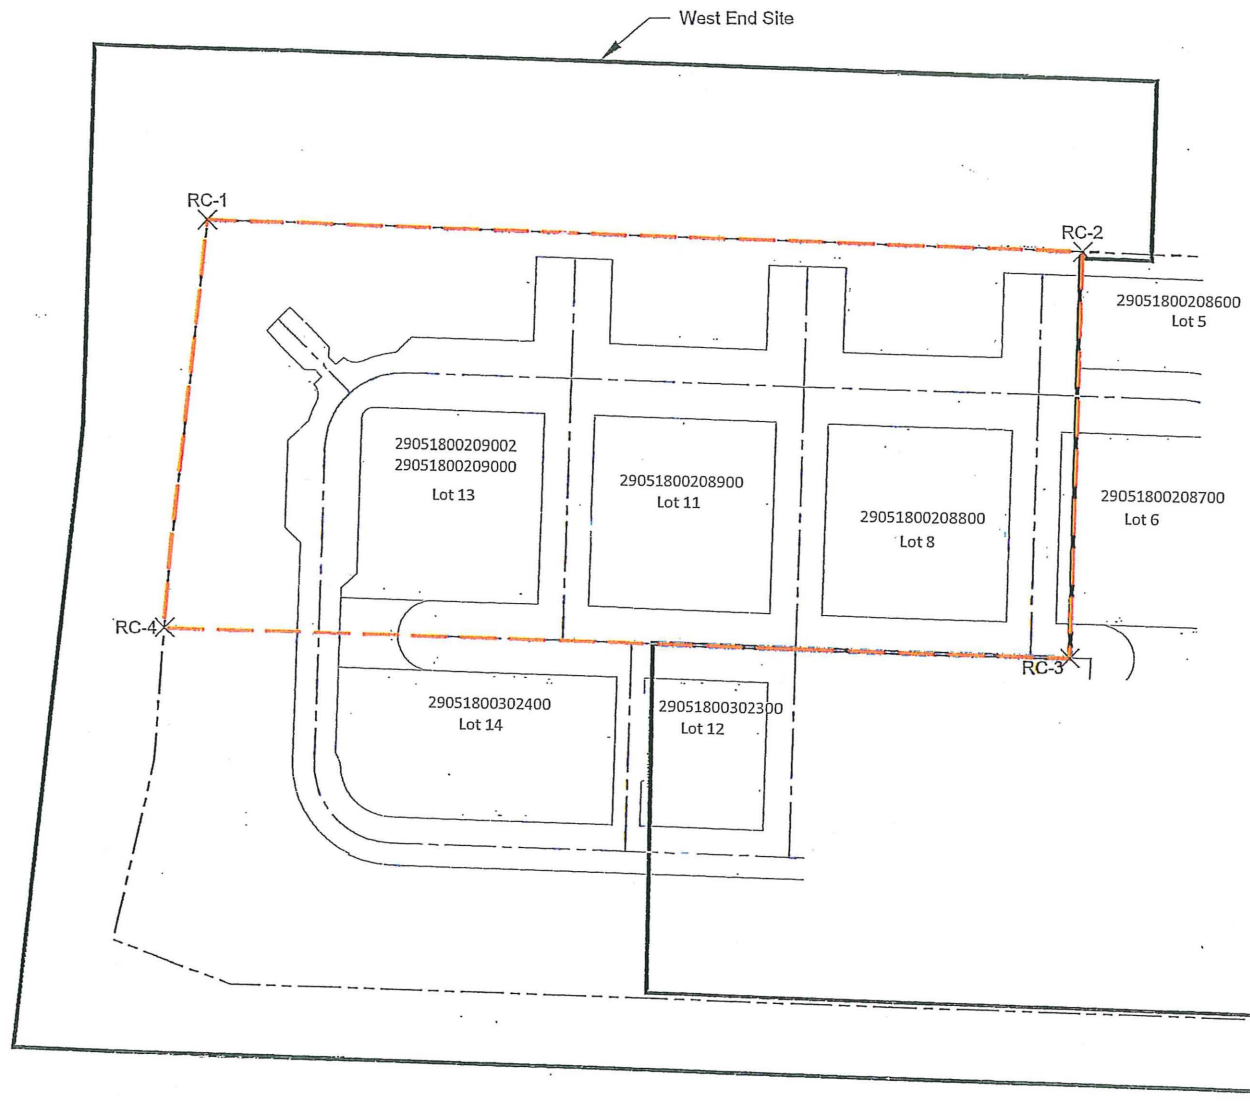 West End Site
RC-1
RC-2
29051800208600
Lot 5
29051800209002
29051800209000
Lot 13
29051800208900
Lot 11
29051800208800
Lot 8
29051800208700
Lot 6
RC-4
RC-3
29051800302400
Lot 14
29051800302300
Lot 12